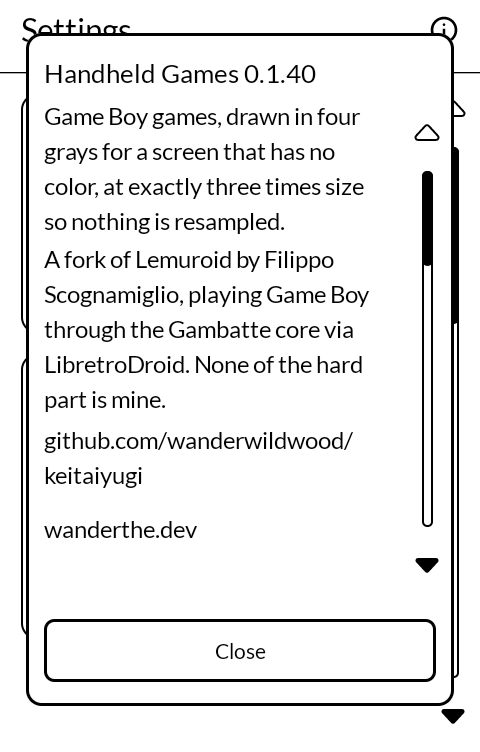 Settings
Handheld Games 0.1.40
Game Boy games, drawn in four
grays for a screen that has no
color, at exactly three times size
so nothing is resampled.
A fork of Lemuroid by Filippo
Scognamiglio, playing Game Boy
through the Gambatte core via
LibretroDroid. None of the hard
part is mine.
github.com/wanderwildwood/
keitaiyugi
wanderthe.dev
Close